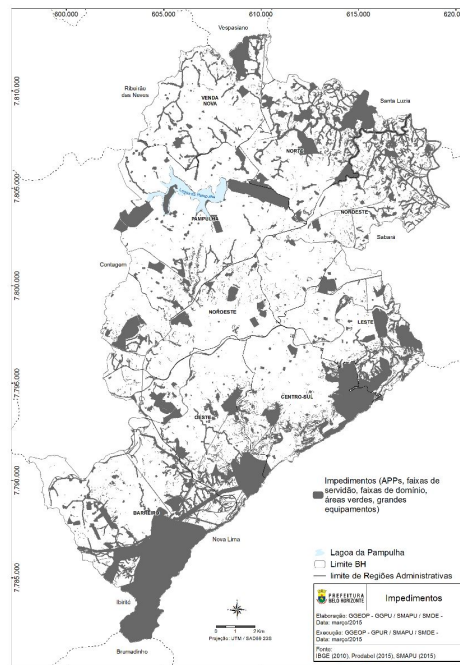 600.000
605.000
610.000
615.000
620.0
Vespasiano
7.810.000
Ribeirão
das Neves
VENDA
NOVA
Santa Luzia
NORTE
7.805.000
NORDESTE
PAMPULHA
Sabará
Contagem
7.800.000
NOROESTE
LESTE
7.795.000
CENTRO-SUL
OESTE
7.790.000
Impedimentos (APPs, faixas de
servidão, faixas de domínio,
áreas verdes, grandes
equipamentos)
BARREIRO
Nova Lima
Lagoa da Pampulha
Limite BH
limite de Regiões Administrativas
7.785.000
Ibirité
PREFEITURA
BELO HORIZONTE
Impedimentos
Elaboração: GGEOP - GGPU / SMAPU / SMDE -
Data: março/2015
Execução: GGEOP - GPUR / SMAPU / SMDE -
Data: março/2015
Fonte:
IBGE (2010), Prodabel (2015), SMAPU (2015)
0 1 2 Km
Projeção: UTM / SAD69 23S
Brumadinho